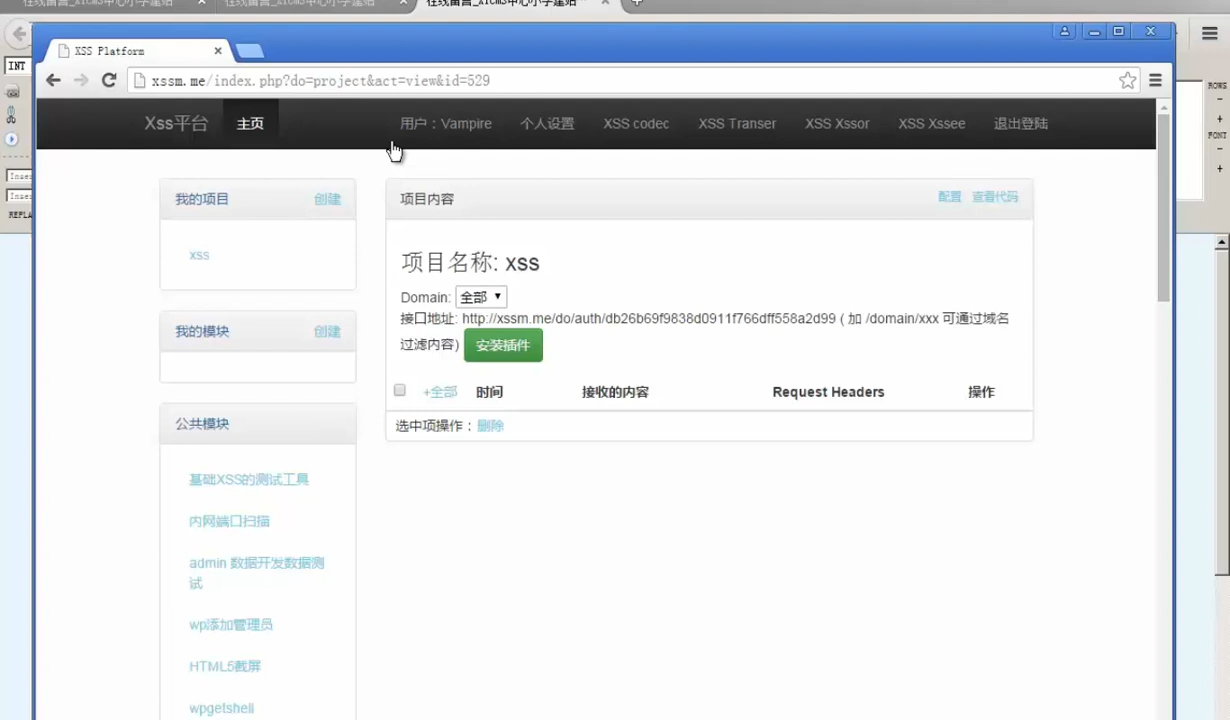 INT
XSS Platform
xssm.me/index.php?do=project&act=view&id=529
ROWS
FONT
REPLA
Xss平台 主页 用户：Vampire 个人设置 XSS codec XSS Transer XSS Xssor XSS Xssee 退出登陆
我的项目 创建
xss
我的模块 创建
公共模块
基础XSS的测试工具
内网端口扫描
admin 数据开发数据测
试
wp添加管理员
HTML5截屏
wpgetshell
项目内容 配置 查看代码
项目名称: xss
Domain: 全部
接口地址: http://xssm.me/do/auth/db26b69f9838d0911f766dff558a2d99 ( 加 /domain/xxx 可通过域名
过滤内容) 安装插件
+全部 时间 接收的内容 Request Headers 操作
选中项操作：删除